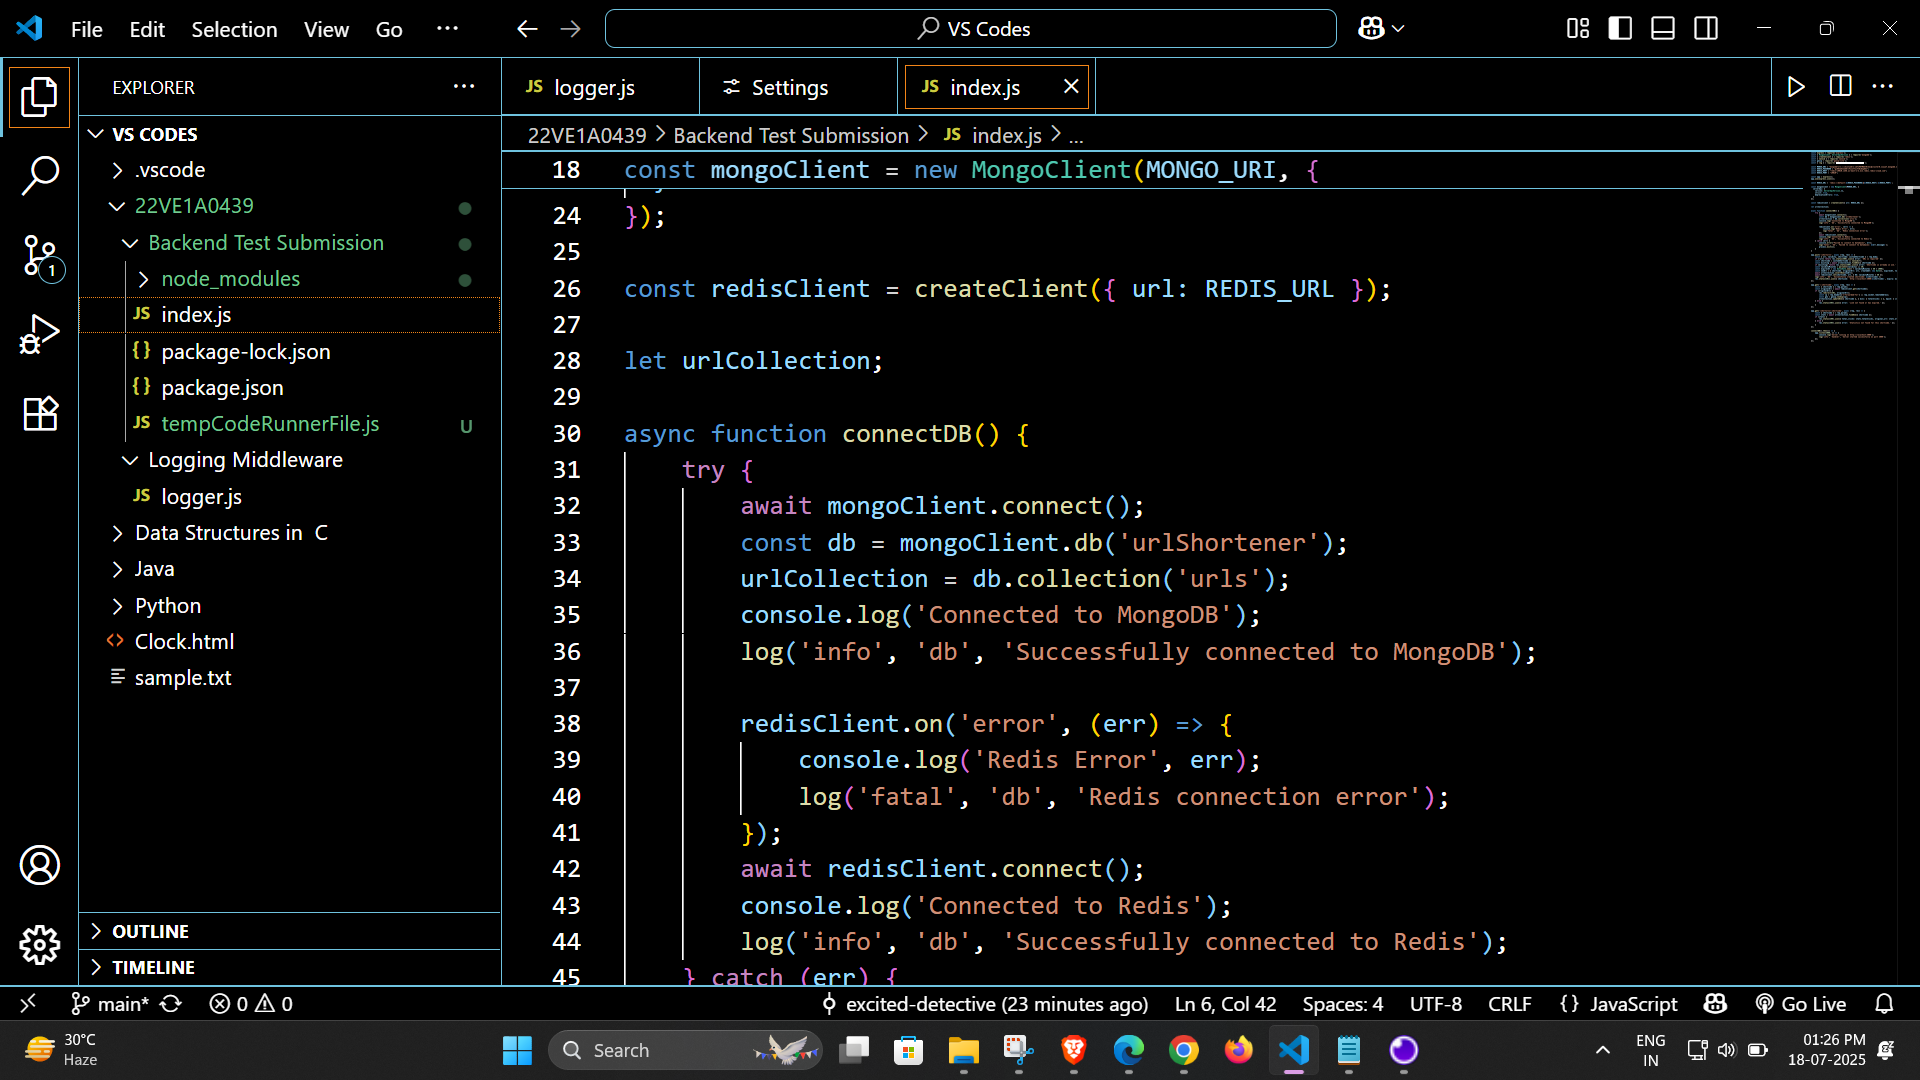 File Edit Selection View Go ...
VS Codes
EXPLORER
VS CODES
.vscode
22VE1A0439
Backend Test Submission
node_modules
JS index.js
{} package-lock.json
{} package.json
JS tempCodeRunnerFile.js U
Logging Middleware
JS logger.js
Data Structures in  C
Java
Python
<> Clock.html
sample.txt
OUTLINE
TIMELINE
1
JS logger.js
Settings
JS index.js
22VE1A0439 > Backend Test Submission > JS index.js > ...
18 const mongoClient = new MongoClient(MONGO_URI, {
24 });
25
26 const redisClient = createClient({ url: REDIS_URL });
27
28 let urlCollection;
29
30 async function connectDB() {
31     try {
32         await mongoClient.connect();
33         const db = mongoClient.db('urlShortener');
34         urlCollection = db.collection('urls');
35         console.log('Connected to MongoDB');
36         log('info', 'db', 'Successfully connected to MongoDB');
37
38         redisClient.on('error', (err) => {
39             console.log('Redis Error', err);
40             log('fatal', 'db', 'Redis connection error');
41         });
42         await redisClient.connect();
43         console.log('Connected to Redis');
44         log('info', 'db', 'Successfully connected to Redis');
45     } catch (err) {
main* 0 0 excited-detective (23 minutes ago) Ln 6, Col 42 Spaces: 4 UTF-8 CRLF {} JavaScript Go Live
30°C
Haze
Search
ENG
IN
01:26 PM
18-07-2025